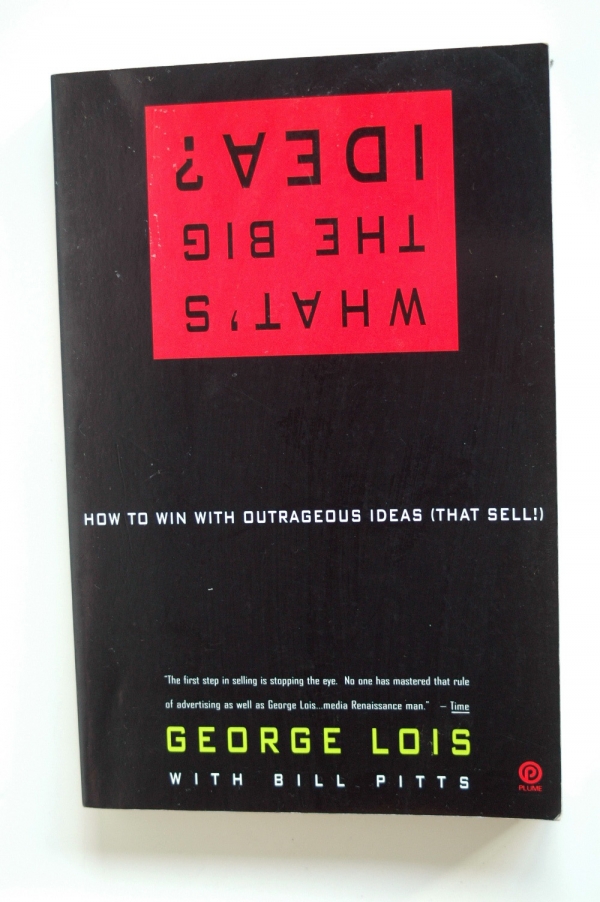 WHAT'S
THE BIG
IDEA?
HOW TO WIN WITH OUTRAGEOUS IDEAS (THAT SELL!)
"The first step in selling is stopping the eye. No one has mastered that rule
of advertising as well as George Lois...media Renaissance man." – Time
GEORGE LOIS
WITH BILL PITTS
PLUME